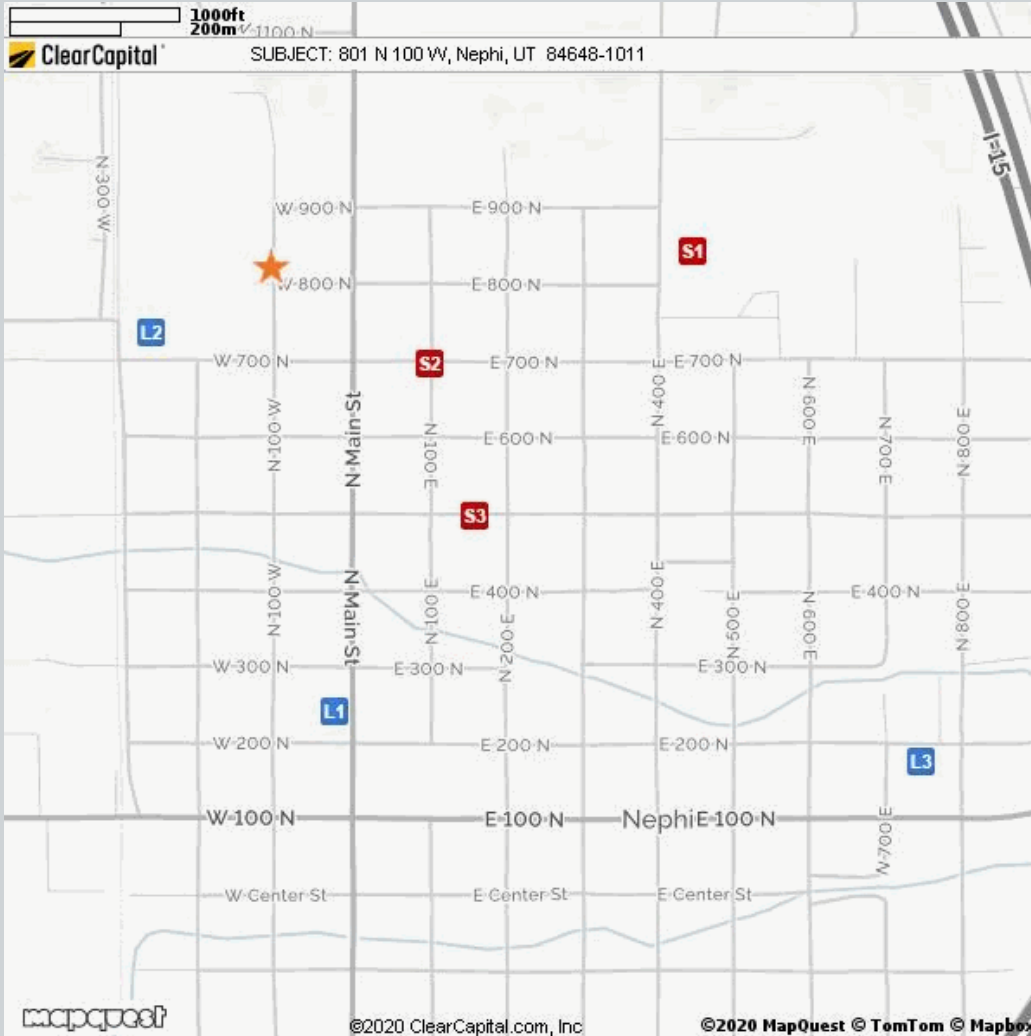 1000ft
200m
W 1100 N
ClearCapital
SUBJECT: 801 N 100 W, Nephi, UT 84648-1011
I-15
N 300 W
W 900 N
E 900 N
S1
W 800 N
E 800 N
L2
W 700 N
S2
E 700 N
E 700 N
N 400 E
N 100 W
N Main St
N 100 E
E 600 N
E 600 N
N 600 E
N 700 E
N 800 E
S3
N 100 W
N Main St
N 100 E
E 400 N
N 200 E
N 400 E
N 500 E
N 600 E
E 400 N
N 800 E
W 300 N
E 300 N
E 300 N
L1
W 200 N
E 200 N
E 200 N
L3
W 100 N
E 100 N
Nephi
E 100 N
N 700 E
W Center St
E Center St
E Center St
mapquest
©2020 ClearCapital.com, Inc
©2020 MapQuest © TomTom © Mapbox